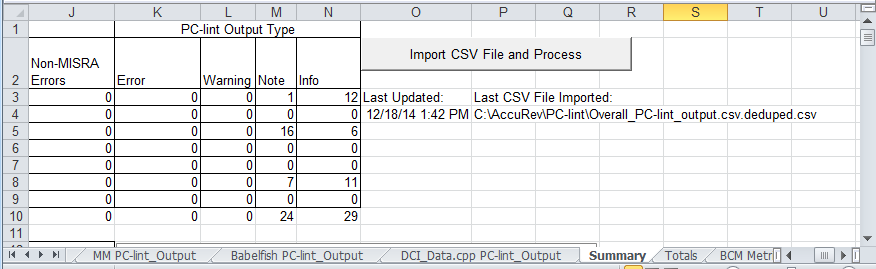 J K L M N O P Q R S T U
1 PC-lint Output Type
Import CSV File and Process
Non-MISRA
2 Errors Error Warning Note Info
3 0 0 0 1 12 Last Updated: Last CSV File Imported:
4 0 0 0 0 0 12/18/14 1:42 PM C:\AccuRev\PC-lint\Overall_PC-lint_output.csv.deduped.csv
5 0 0 0 16 6
6 0 0 0 0 0
7 0 0 0 0 0
8 0 0 0 7 11
9 0 0 0 0 0
10 0 0 0 24 29
11
MM PC-lint_Output Babelfish PC-lint_Output DCI_Data.cpp PC-lint_Output Summary Totals BCM Metri